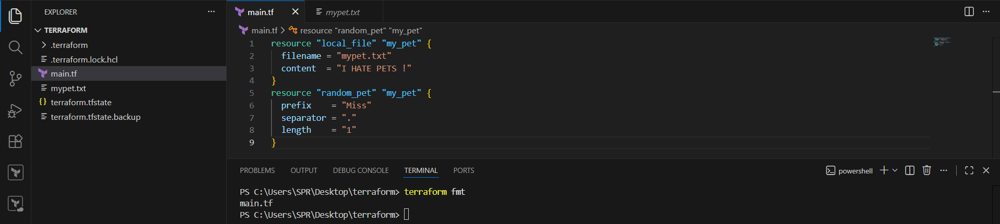 EXPLORER
TERRAFORM
.terraform
.terraform.lock.hcl
main.tf
mypet.txt
terraform.tfstate
terraform.tfstate.backup
main.tf
mypet.txt
main.tf > resource "random_pet" "my_pet"
1 resource "local_file" "my_pet" {
2   filename = "mypet.txt"
3   content  = "I HATE PETS !"
4 }
5 resource "random_pet" "my_pet" {
6   prefix    = "Miss"
7   separator = "."
8   length    = "1"
9 }
PROBLEMS OUTPUT DEBUG CONSOLE TERMINAL PORTS
powershell
PS C:\Users\SPR\Desktop\terraform> terraform fmt
main.tf
PS C:\Users\SPR\Desktop\terraform>